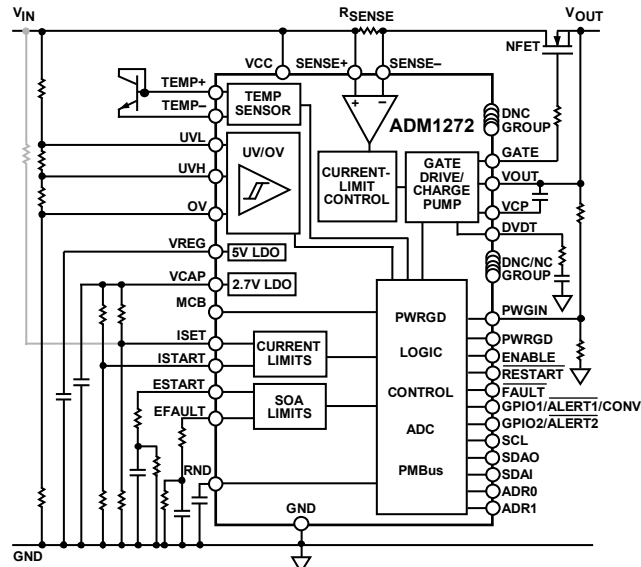 VIN
RSENSE
VOUT
NFET
VCC
SENSE+
SENSE–
TEMP+
TEMP–
TEMP
SENSOR
+
–
ADM1272
DNC
GROUP
UVL
UVH
OV
UV/OV
CURRENT-
LIMIT
CONTROL
GATE
DRIVE/
CHARGE
PUMP
GATE
VOUT
VCP
DVDT
VREG
5V LDO
VCAP
2.7V LDO
DNC/NC
GROUP
MCB
ISET
ISTART
CURRENT
LIMITS
ESTART
EFAULT
SOA
LIMITS
RND
PWRGD
LOGIC
CONTROL
ADC
PMBus
PWGIN
PWRGD
ENABLE
RESTART
FAULT
GPIO1/ALERT1/CONV
GPIO2/ALERT2
SCL
SDAO
SDAI
ADR0
ADR1
GND
GND